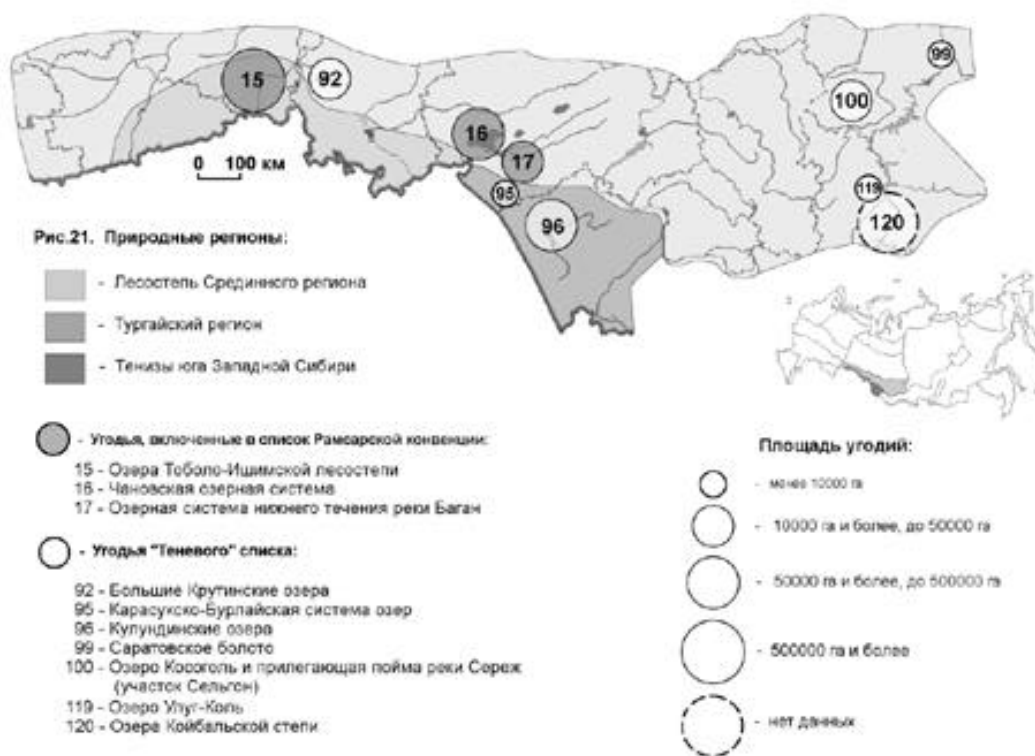 15
92
99
100
16
17
95
96
119
120
0 100 км
Рис.21. Природные регионы:
- Лесостепь Срединного региона
- Тургайский регион
- Тенизы юга Западной Сибири
- Угодья, включенные в список Рамсарской конвенции:
15 - Озера Тоболо-Ишимской лесостепи
16 - Чановская озерная система
17 - Озерная система нижнего течения реки Баган
- Угодья "Теневого" списка:
92 - Большие Крутинские озера
95 - Карасукско-Бурлайская система озер
96 - Кулундинские озера
99 - Саратовское болото
100 - Озеро Косоголь и прилегающая пойма реки Сереж
(участок Сельгон)
119 - Озеро Улуг-Коль
120 - Озера Койбальской степи
Площадь угодий:
- менее 10000 га
- 10000 га и более, до 50000 га
- 50000 га и более, до 500000 га
- 500000 га и более
- нет данных